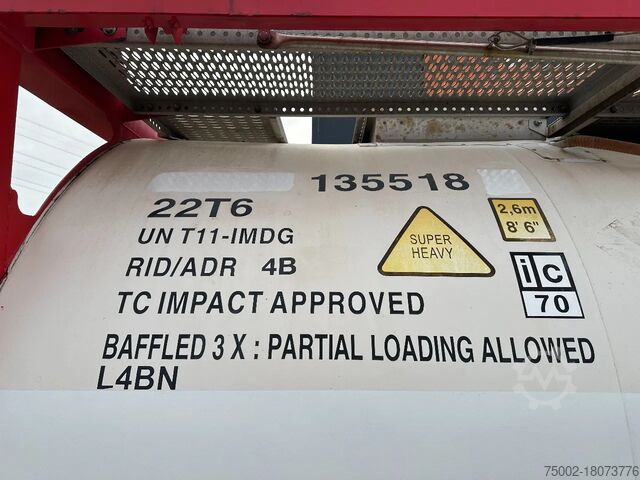 135518
22T6
2,6m
8' 6"
UN T11-IMDG
SUPER
HEAVY
RID/ADR 4B
ic
70
TC IMPACT APPROVED
BAFFLED 3 X : PARTIAL LOADING ALLOWED
L4BN
75002-18073776